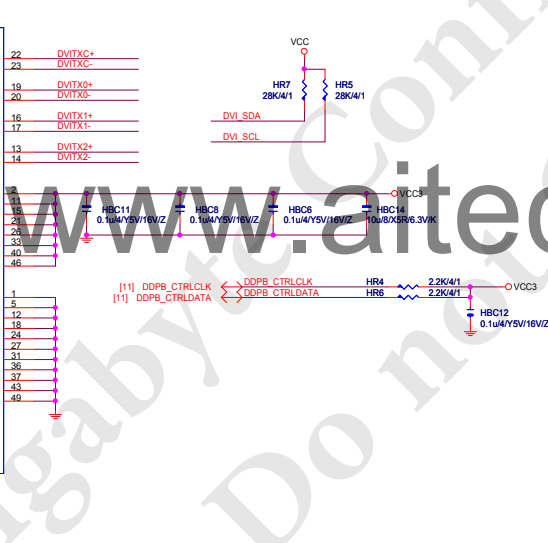 VCC
22 DVITXC+
23 DVITXC-
19 DVITX0+
20 DVITX0-
HR7 HR5
28K/4/1 28K/4/1
16 DVITX1+ DVI_SDA
17 DVITX1-
13 DVITX2+ DVI_SCL
14 DVITX2-
www.aitec
2
11
15
21
26
33
40
46
VCC3
HBC11
0.1u/4/Y5V/16V/Z
HBC8
0.1u/4/Y5V/16V/Z
HBC6
0.1u/4/Y5V/16V/Z
HBC14
10u/8/X5R/6.3V/K
[11] DDPB_CTRLCLK DDPB_CTRLCLK HR4 2.2K/4/1 VCC3
[11] DDPB_CTRLDATA DDPB_CTRLDATA HR6 2.2K/4/1
HBC12
0.1u/4/Y5V/16V/Z
1
5
12
18
24
27
31
36
37
43
49
gabyte Conf
Do not